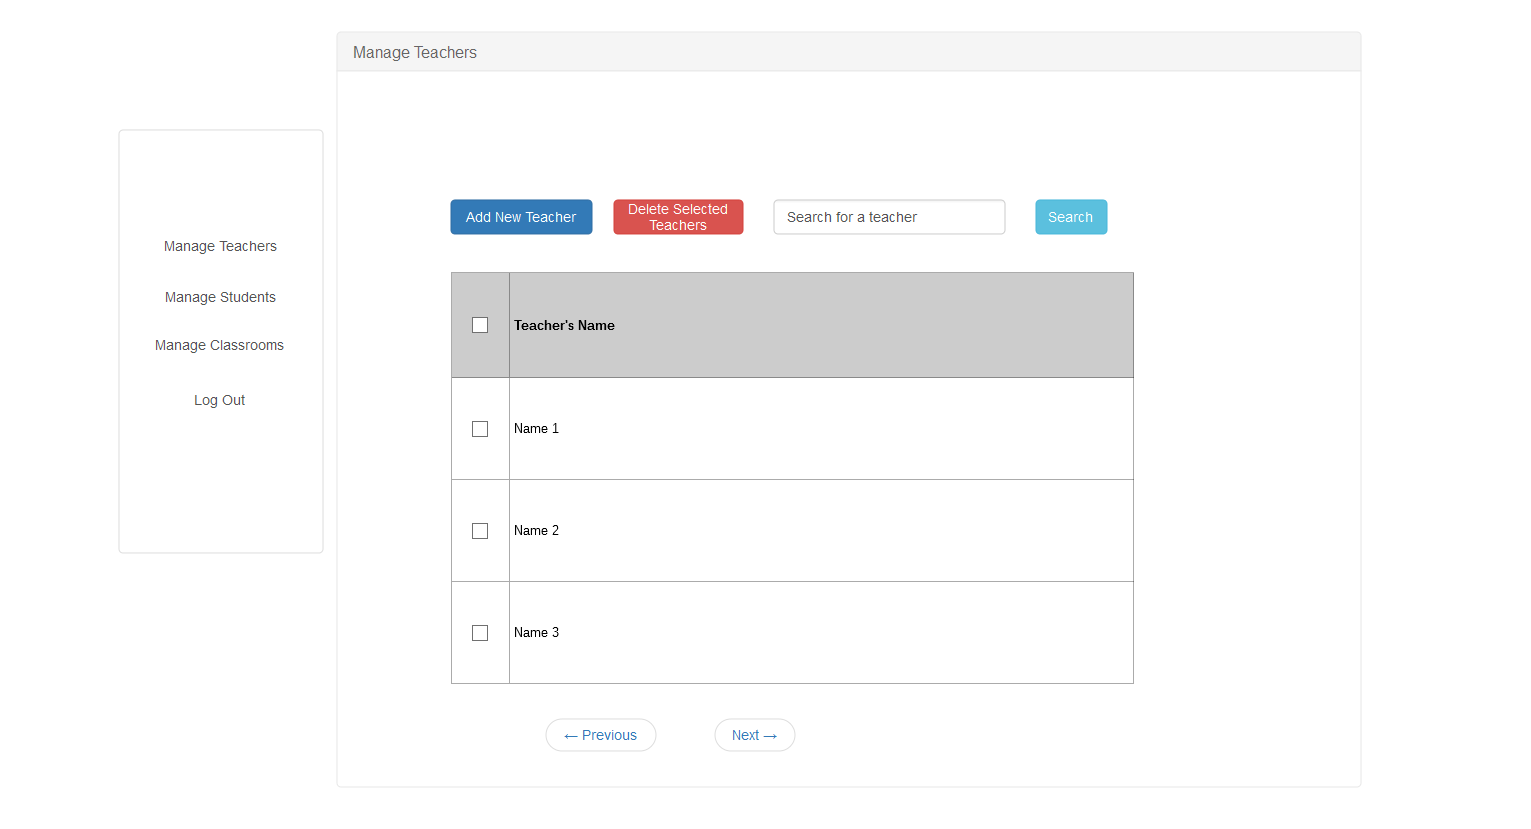 Manage Teachers
Manage Teachers
Manage Students
Manage Classrooms
Log Out
Add New Teacher
Delete Selected
Teachers
Search for a teacher
Search
Teacher's Name
Name 1
Name 2
Name 3
← Previous
Next →